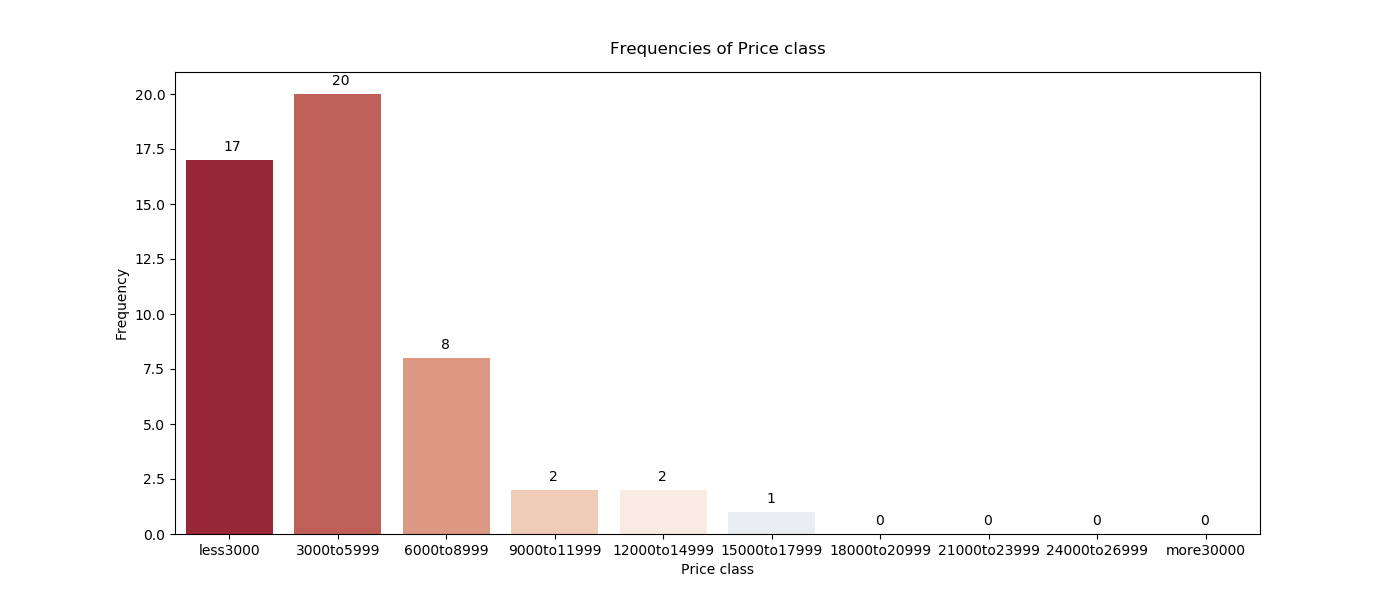 Frequencies of Price class
20
20.0
17.5
17
15.0
12.5
Frequency
10.0
8
7.5
5.0
2.5
2
2
1
0
0
0
0
0.0
less3000
3000to5999
6000to8999
9000to11999
12000to14999
15000to17999
18000to20999
21000to23999
24000to26999
more30000
Price class